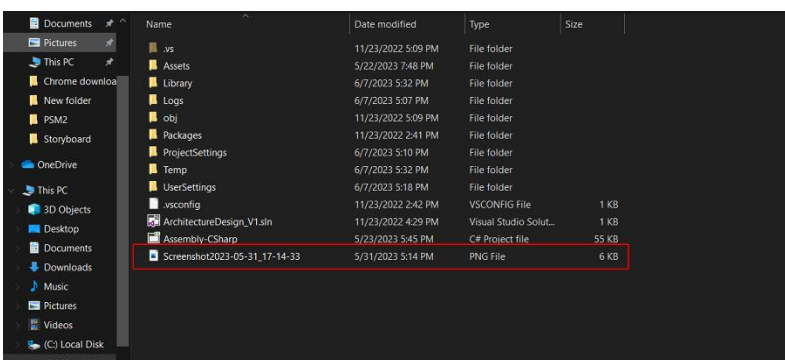 Documents
Pictures
This PC
Chrome downloa
New folder
PSM2
Storyboard
OneDrive
This PC
3D Objects
Desktop
Documents
Downloads
Music
Pictures
Videos
(C:) Local Disk
Name Date modified Type Size
.vs 11/23/2022 5:09 PM File folder
Assets 5/22/2023 7:48 PM File folder
Library 6/7/2023 5:32 PM File folder
Logs 6/7/2023 5:07 PM File folder
obj 11/23/2022 5:09 PM File folder
Packages 11/23/2022 2:41 PM File folder
ProjectSettings 6/7/2023 5:10 PM File folder
Temp 6/7/2023 5:32 PM File folder
UserSettings 6/7/2023 5:18 PM File folder
.vsconfig 11/23/2022 2:42 PM VSCONFIG File 1 KB
ArchitectureDesign_V1.sln 11/23/2022 4:29 PM Visual Studio Solut... 1 KB
Assembly-CSharp 5/23/2023 5:45 PM C# Project file 55 KB
Screenshot2023-05-31_17-14-33 5/31/2023 5:14 PM PNG File 6 KB